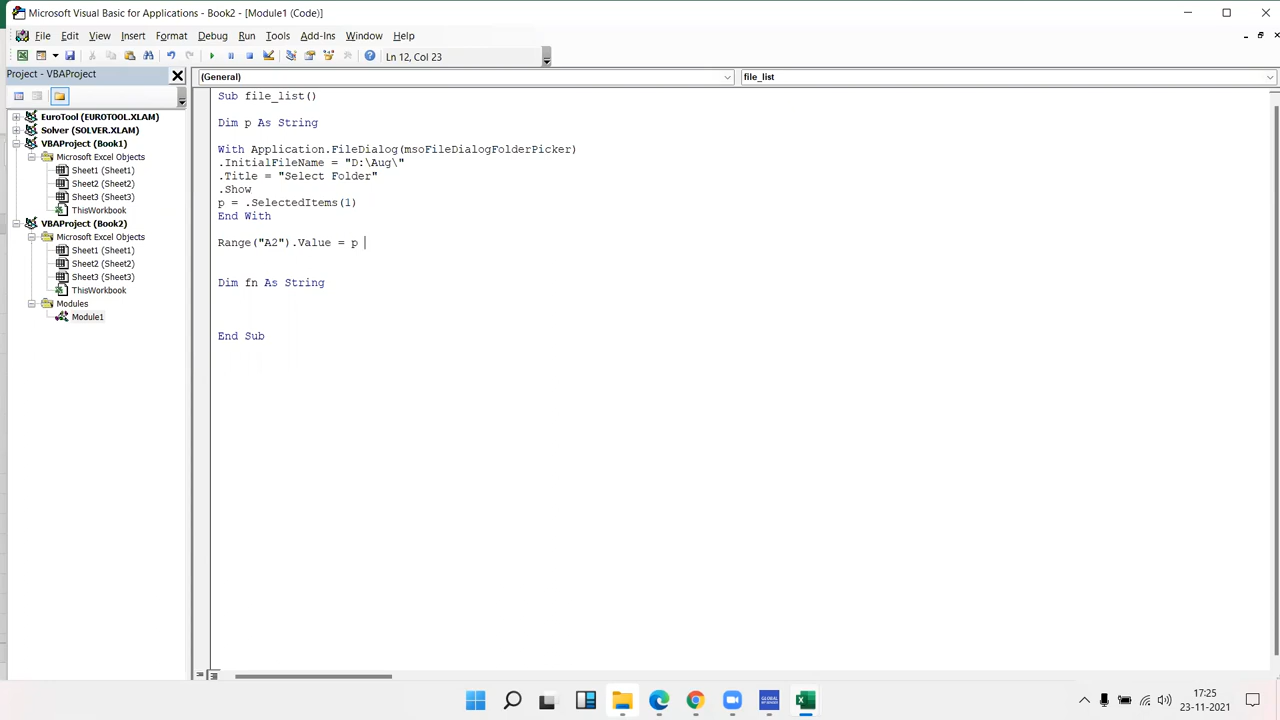 Microsoft Visual Basic for Applications - Book2 - [Module1 (Code)]
File Edit View Insert Format Debug Run Tools Add-Ins Window Help
Ln 12, Col 23
Project - VBAProject
(General)
file_list
EuroTool (EUROTOOL.XLAM)
Solver (SOLVER.XLAM)
VBAProject (Book1)
Microsoft Excel Objects
Sheet1 (Sheet1)
Sheet2 (Sheet2)
Sheet3 (Sheet3)
ThisWorkbook
VBAProject (Book2)
Microsoft Excel Objects
Sheet1 (Sheet1)
Sheet2 (Sheet2)
Sheet3 (Sheet3)
ThisWorkbook
Modules
Module1
Sub file_list()
Dim p As String
With Application.FileDialog(msoFileDialogFolderPicker)
.InitialFileName = "D:\Aug\"
.Title = "Select Folder"
.Show
p = .SelectedItems(1)
End With
Range("A2").Value = p
Dim fn As String
End Sub
GLOBAL
17:25
23-11-2021